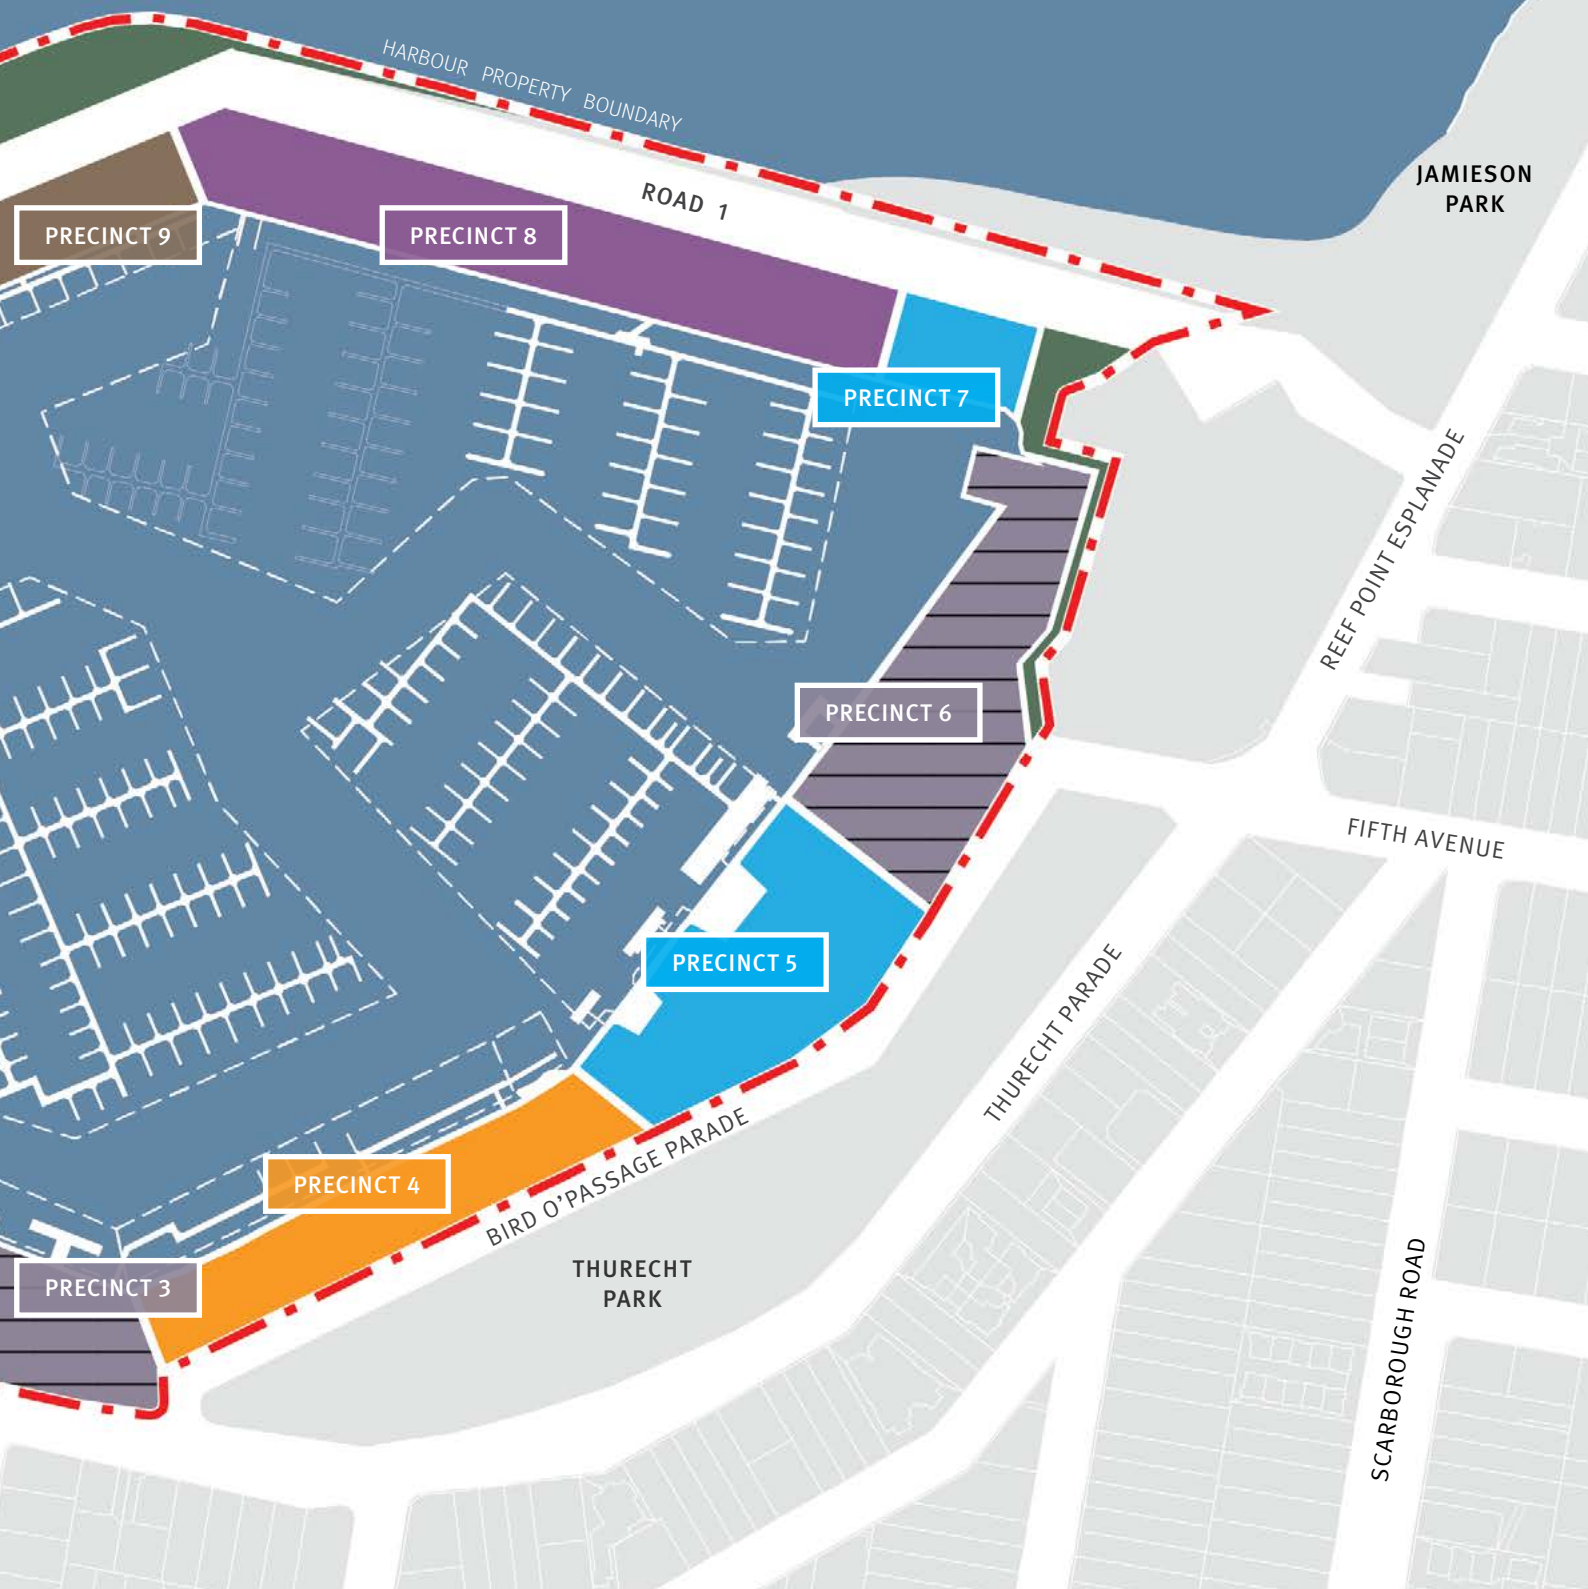 HARBOUR PROPERTY BOUNDARY
JAMIESON
PARK
ROAD 1
PRECINCT 9
PRECINCT 8
PRECINCT 7
REEF POINT ESPLANADE
PRECINCT 6
FIFTH AVENUE
PRECINCT 5
THURECHT PARADE
BIRD O'PASSAGE PARADE
PRECINCT 4
THURECHT
PARK
PRECINCT 3
SCARBOROUGH ROAD